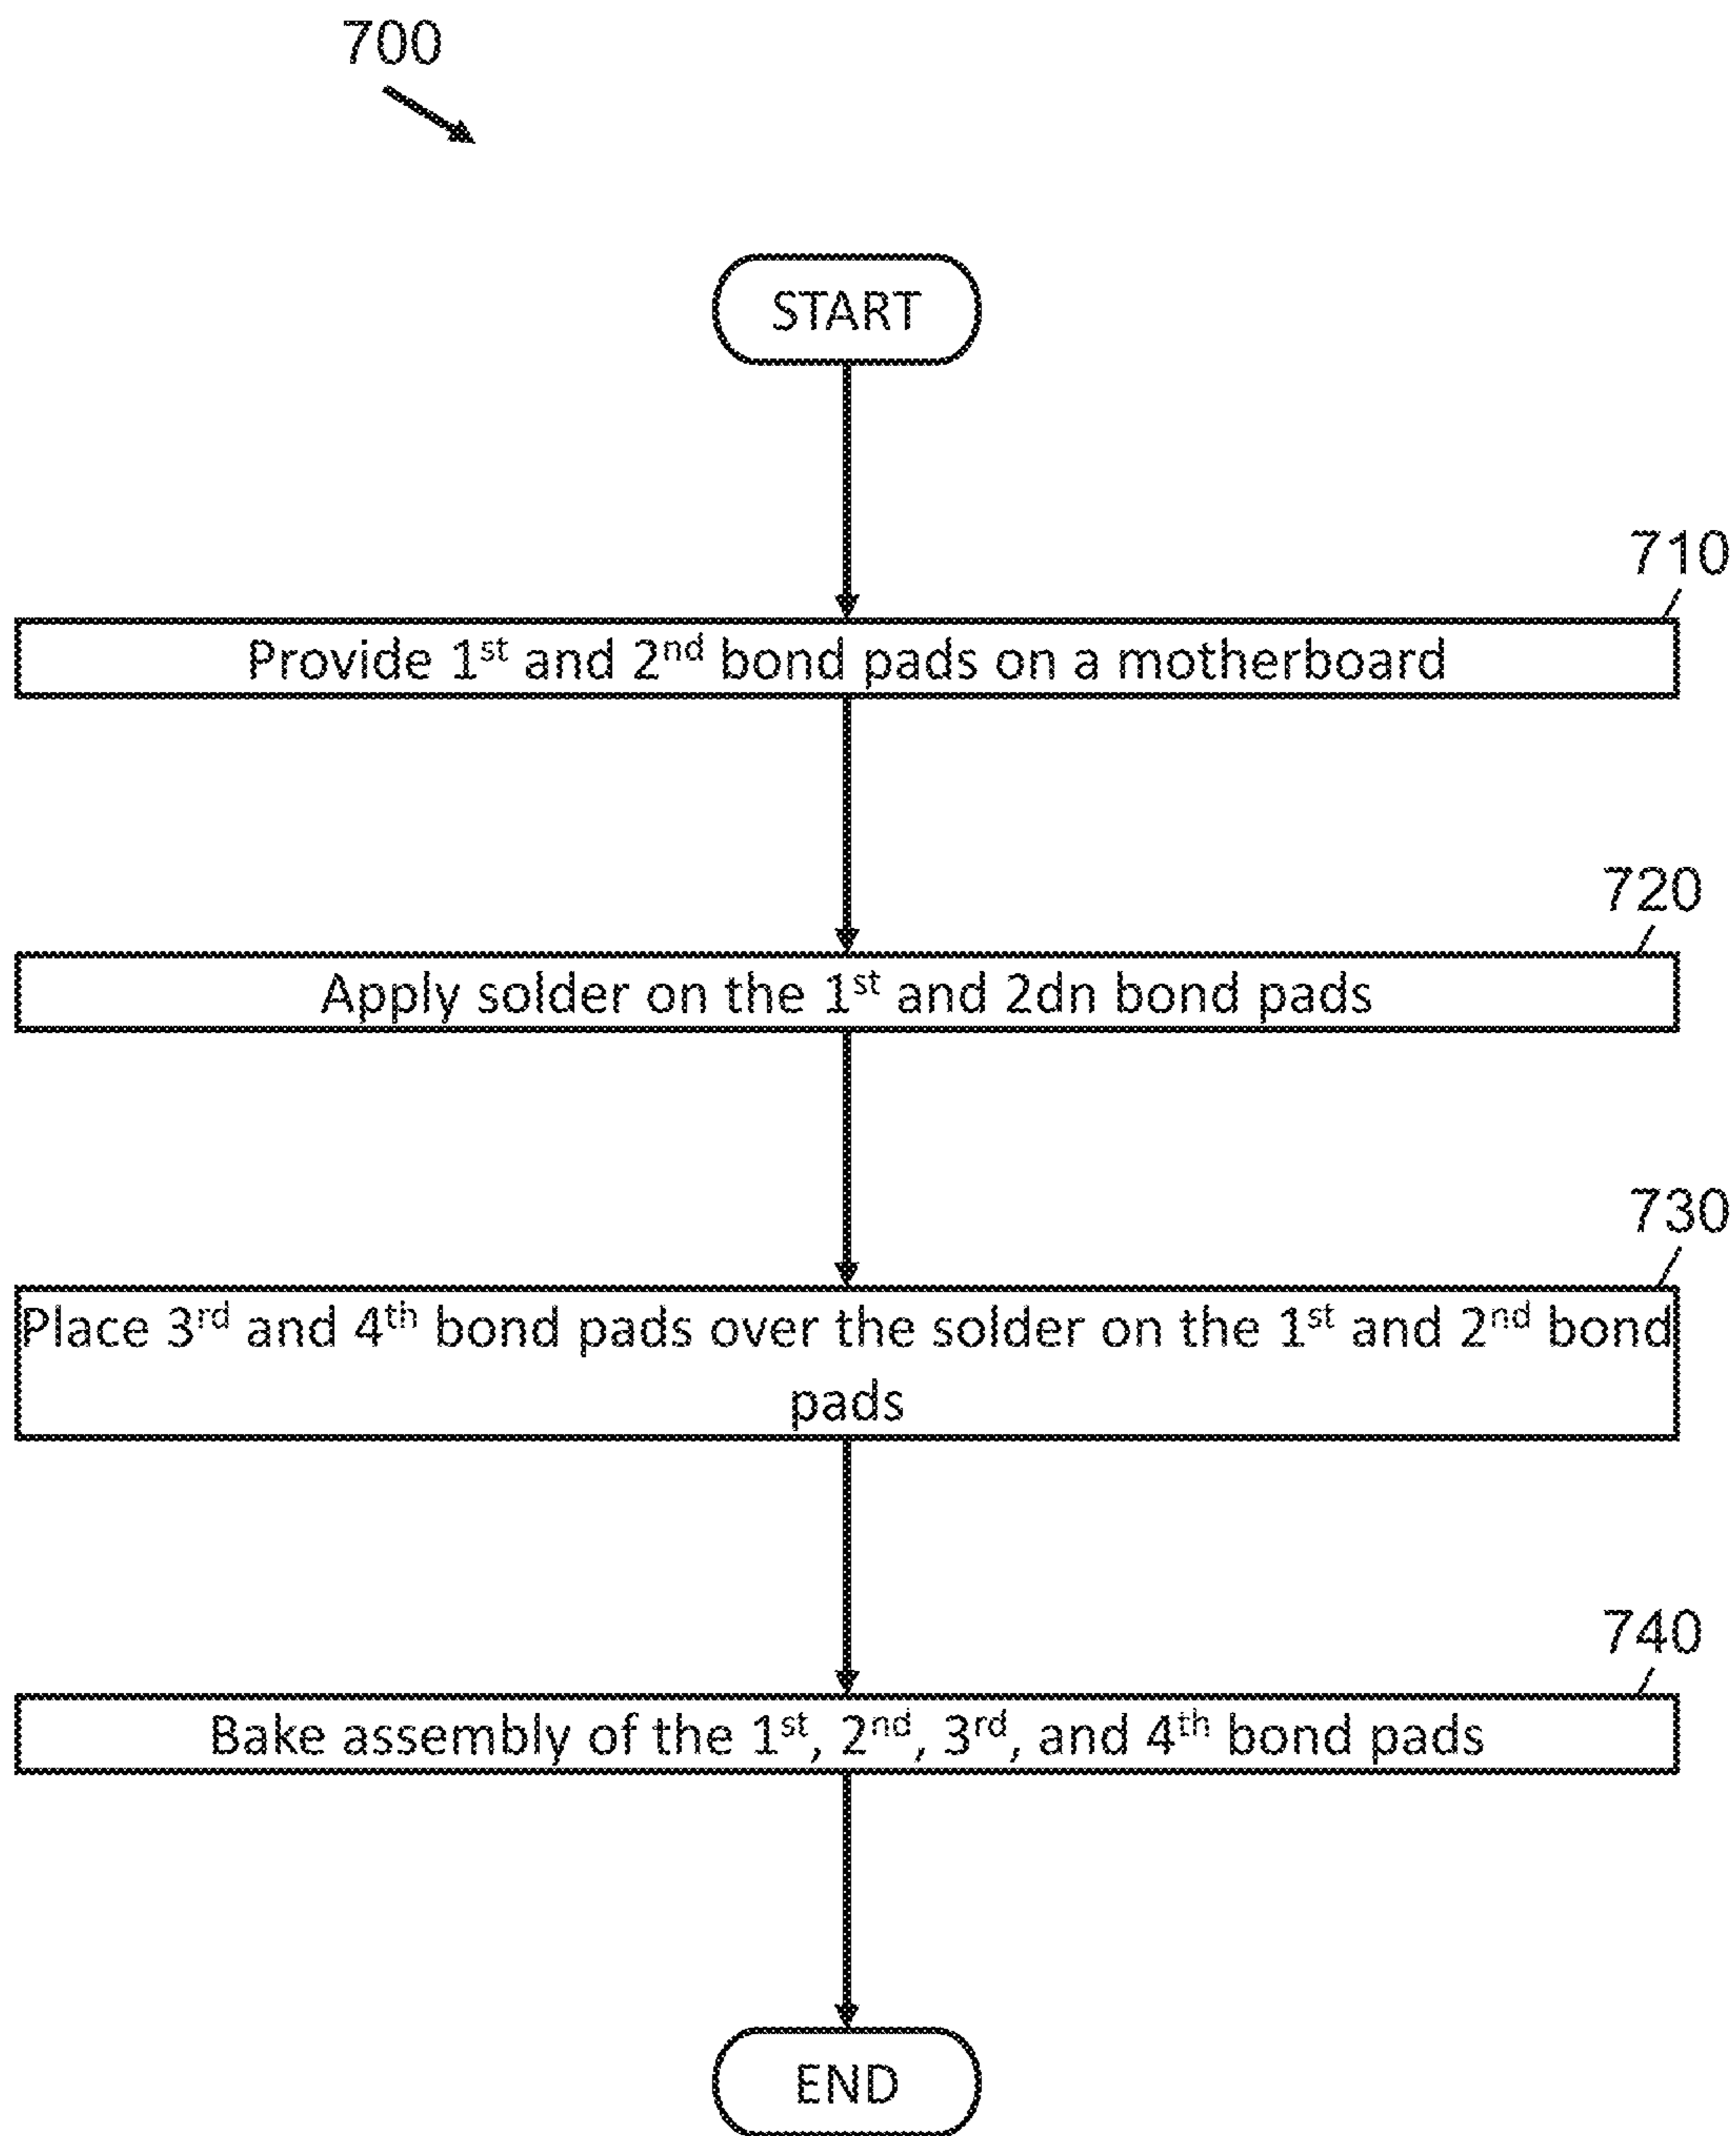 700
START
710
Provide 1st and 2nd bond pads on a motherboard
720
Apply solder on the 1st and 2dn bond pads
730
Place 3rd and 4th bond pads over the solder on the 1st and 2nd bond
pads
740
Bake assembly of the 1st, 2nd, 3rd, and 4th bond pads
END